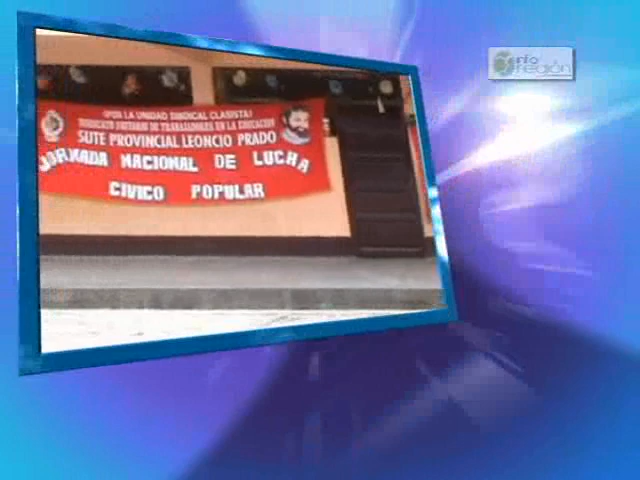 ¡POR LA UNIDAD SINDICAL CLASISTA!
SINDICATO UNITARIO DE TRABAJADORES EN LA EDUCACION
SUTE PROVINCIAL LEONCIO PRADO
JORNADA NACIONAL DE LUCHA
CIVICO POPULAR
info
región